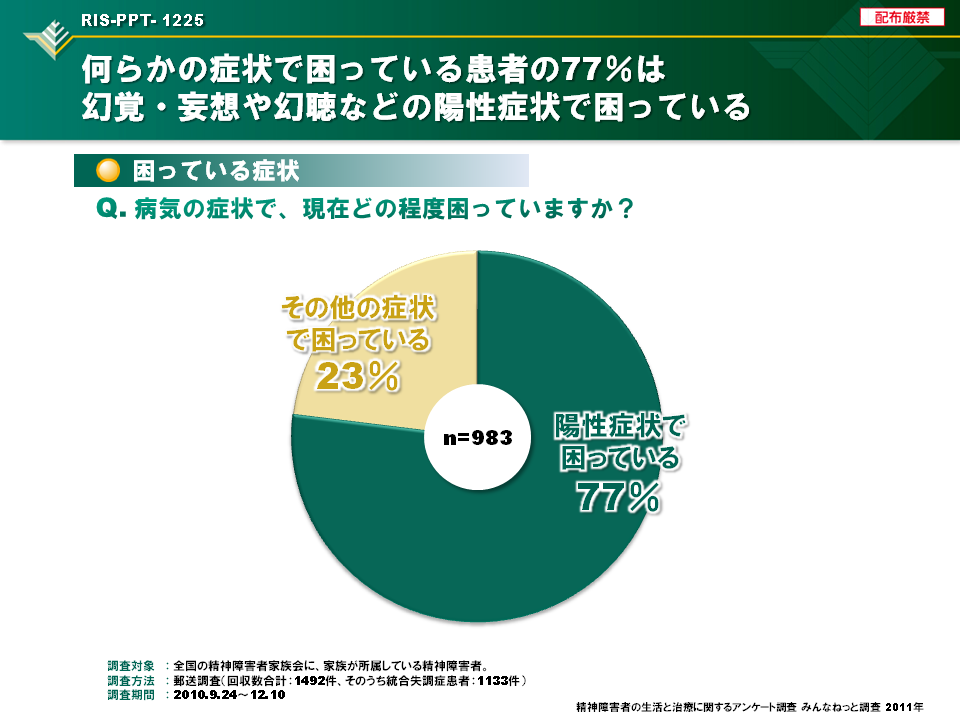 RIS-PPT- 1225
配布厳禁
何らかの症状で困っている患者の77％は
幻覚・妄想や幻聴などの陽性症状で困っている
困っている症状
Q. 病気の症状で、現在どの程度困っていますか？
その他の症状
で困っている
23％
n=983
陽性症状で
困っている
77％
調査対象 ：全国の精神障害者家族会に、家族が所属している精神障害者。
調査方法 ：郵送調査（回収数合計：1492件、そのうち統合失調症患者：1133件）
調査期間 ：2010.9.24～12.10
精神障害者の生活と治療に関するアンケート調査 みんなねっと調査 2011年